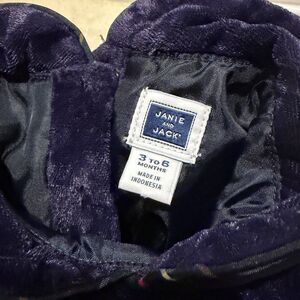 JANIE
AND
JACK
3 TO 6
MONTHS
MADE IN
INDONESIA